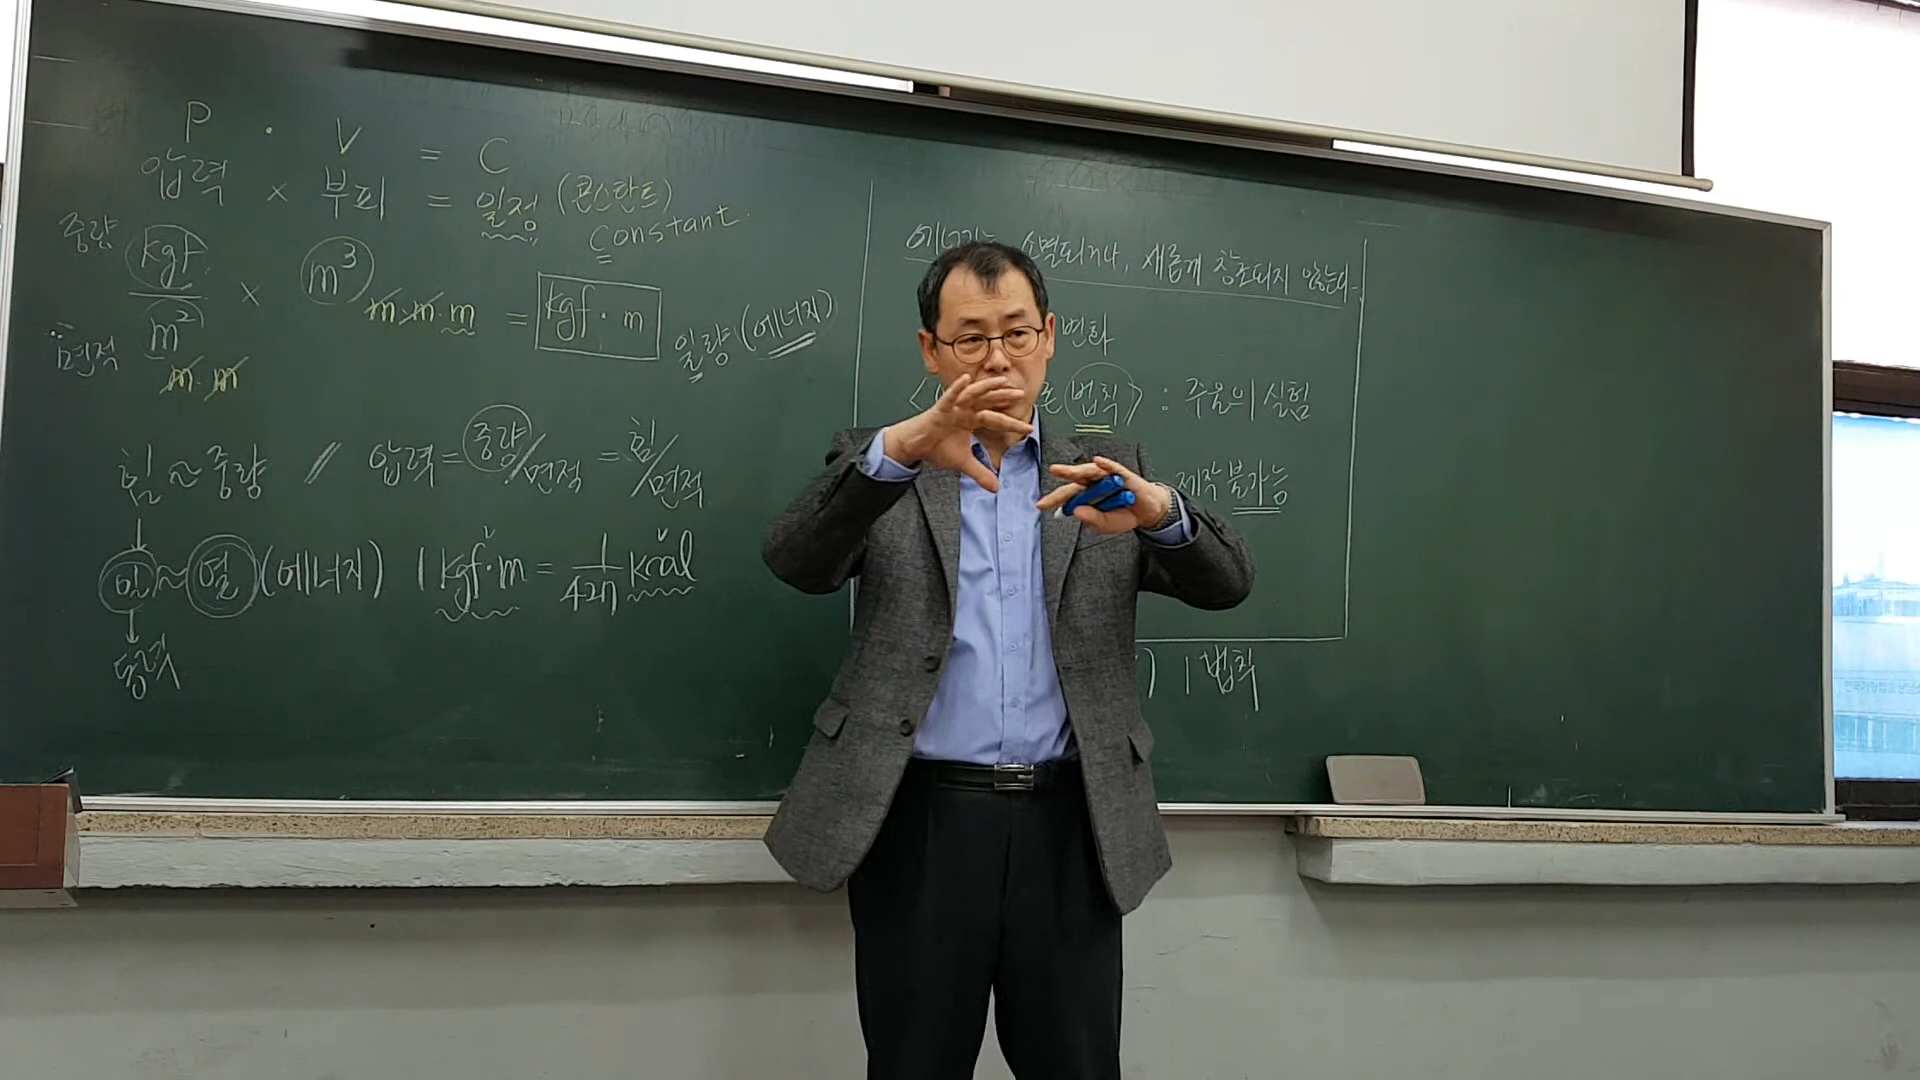 P · V = C
압력 × 부피 = 일정 (콘스탄트)
constant
중량 kgf / m² × m³ m·m·m = kgf·m 일량 (에너지)
면적 m·m
힘 ~ 중량 // 압력 = 중량/면적 = 힘/면적
↓
일 ~ 열 (에너지) 1 kgf·m = 1/427 kcal
↓
동력
소멸되거나, 새롭게 창조되지 않는다.
변화
존 법칙 > : 주울의 실험
제작 불가능
) 1 법칙